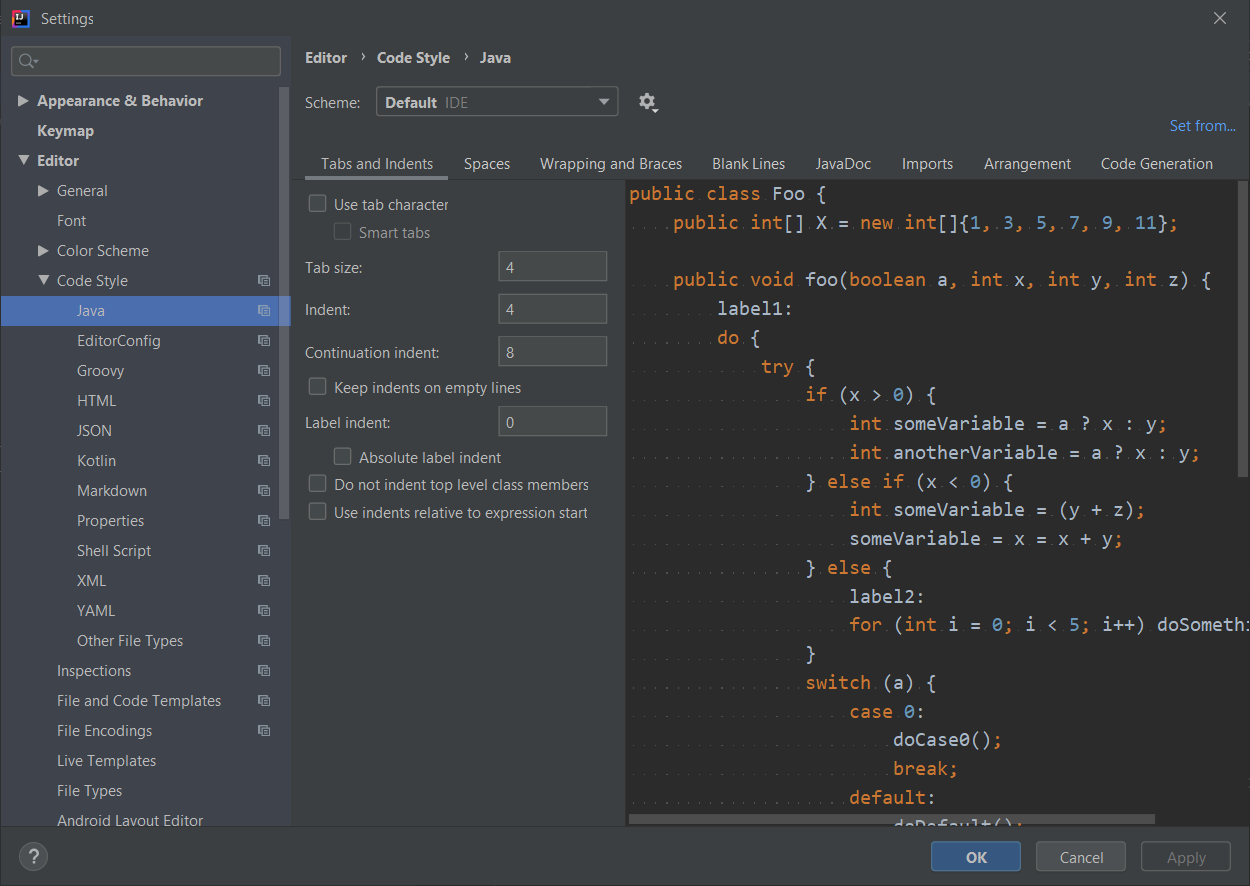 Settings
Appearance & Behavior
Keymap
Editor
General
Font
Color Scheme
Code Style
Java
EditorConfig
Groovy
HTML
JSON
Kotlin
Markdown
Properties
Shell Script
XML
YAML
Other File Types
Inspections
File and Code Templates
File Encodings
Live Templates
File Types
Android Layout Editor
Editor › Code Style › Java
Scheme: Default IDE
Set from...
Tabs and Indents Spaces Wrapping and Braces Blank Lines JavaDoc Imports Arrangement Code Generation
Use tab character
Smart tabs
Tab size: 4
Indent: 4
Continuation indent: 8
Keep indents on empty lines
Label indent: 0
Absolute label indent
Do not indent top level class members
Use indents relative to expression start
public class Foo {
    public int[] X = new int[]{1, 3, 5, 7, 9, 11};
    public void foo(boolean a, int x, int y, int z) {
        label1:
        do {
            try {
                if (x > 0) {
                    int someVariable = a ? x : y;
                    int anotherVariable = a ? x : y;
                } else if (x < 0) {
                    int someVariable = (y + z);
                    someVariable = x = x + y;
                } else {
                    label2:
                    for (int i = 0; i < 5; i++) doSometh
                }
                switch (a) {
                    case 0:
                        doCase0();
                        break;
                    default:
                        doDefault();
?
OK Cancel Apply